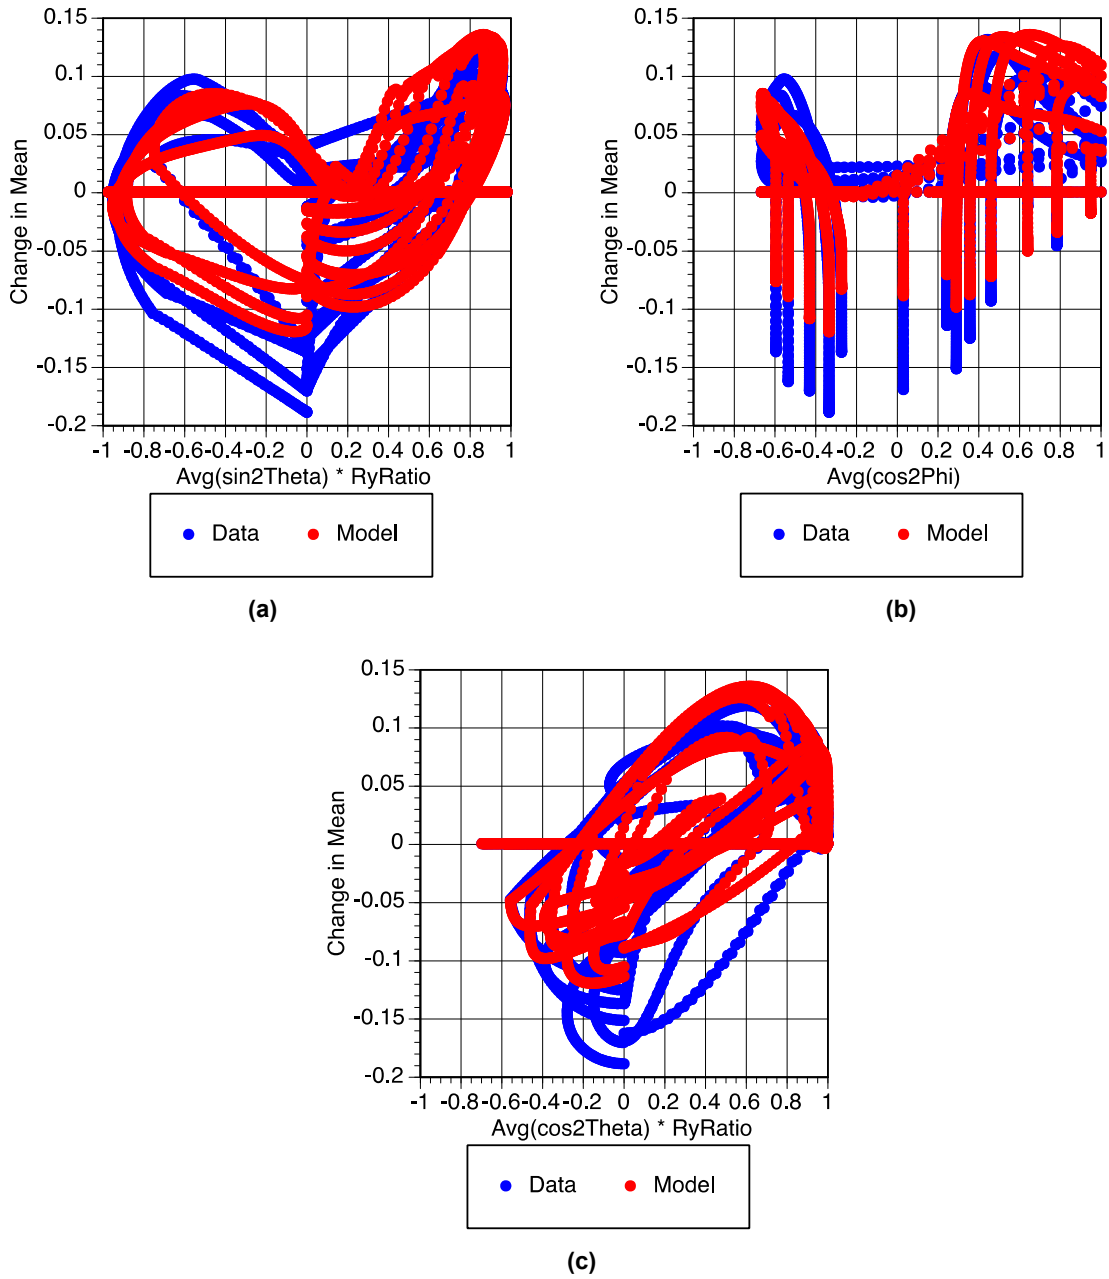 0.15
0.1
0.05
0
-0.05
-0.1
-0.15
-0.2
Change in Mean
-1 -0.8 -0.6 -0.4 -0.2 0 0.2 0.4 0.6 0.8 1
Avg(sin2Theta) * RyRatio
Data Model
(a)
0.15
0.1
0.05
0
-0.05
-0.1
-0.15
-0.2
Change in Mean
-1 -0.8 -0.6 -0.4 -0.2 0 0.2 0.4 0.6 0.8 1
Avg(cos2Phi)
Data Model
(b)
0.15
0.1
0.05
0
-0.05
-0.1
-0.15
-0.2
Change in Mean
-1 -0.8 -0.6 -0.4 -0.2 0 0.2 0.4 0.6 0.8 1
Avg(cos2Theta) * RyRatio
Data Model
(c)